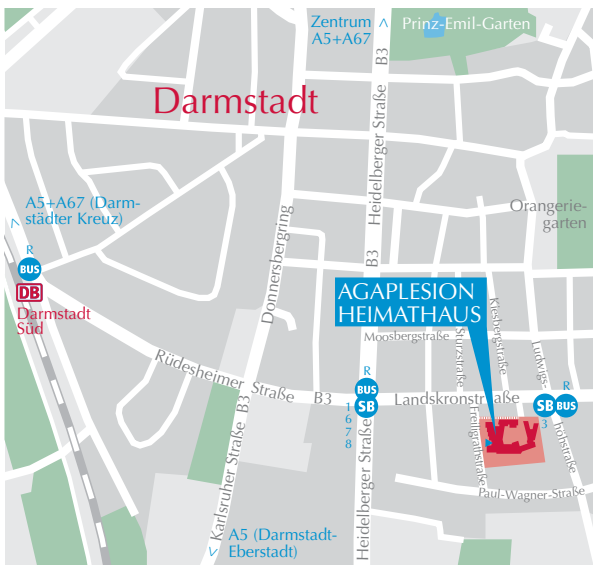 Zentrum
A5+A67
B3
Prinz-Emil-Garten
Darmstadt
Heidelberger Straße
A5+A67 (Darm-
städter Kreuz)
Orangerie-
garten
R
BUS
DB
Darmstadt
Süd
Donnersbergring
B3
AGAPLESION
HEIMATHAUS
Kiesbergstraße
Moosbergstraße
Sturzstraße
Ludwigs-
höhstraße
Rüdesheimer Straße
B3
R
BUS
SB
1
6
7
8
Landskronstraße
R
SB
BUS
3
Freiligrathstraße
Karlsruher Straße
B3
Heidelberger Straße
Paul-Wagner-Straße
A5 (Darmstadt-
Eberstadt)